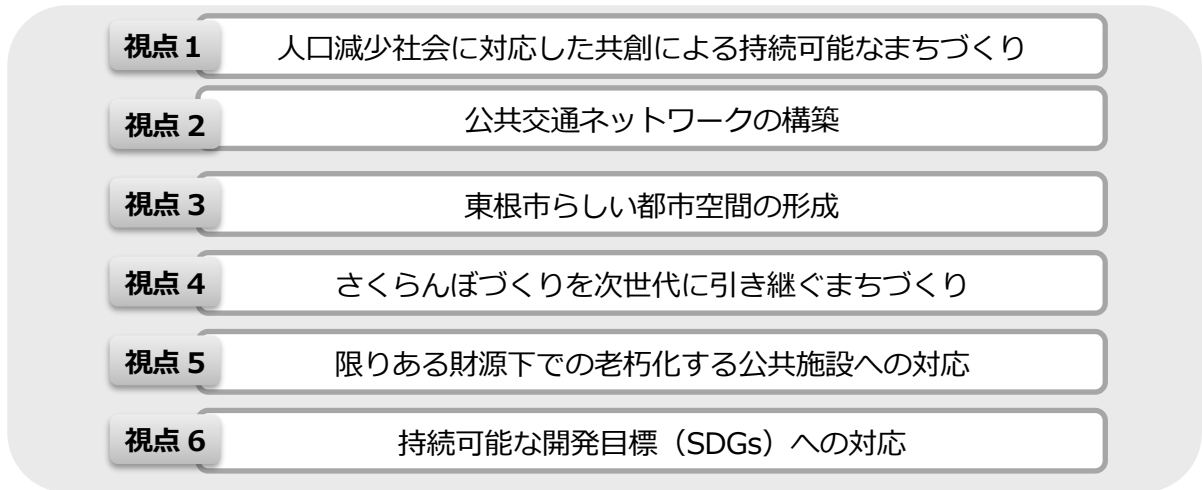 視点1 人口減少社会に対応した共創による持続可能なまちづくり
視点2 公共交通ネットワークの構築
視点3 東根市らしい都市空間の形成
視点4 さくらんぼづくりを次世代に引き継ぐまちづくり
視点5 限りある財源下での老朽化する公共施設への対応
視点6 持続可能な開発目標(SDGs)への対応